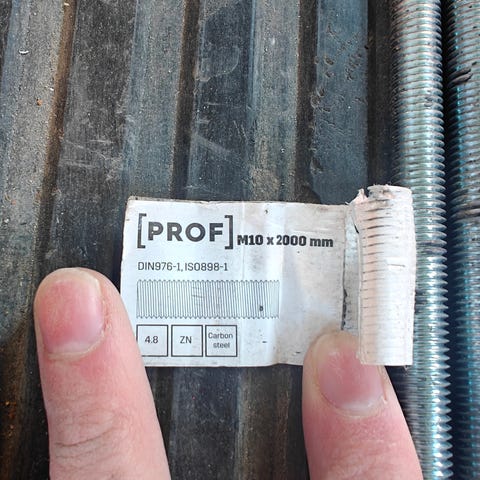 [PROF] M10 x 2000 mm
DIN976-1, ISO898-1
4.8 ZN Carbon
steel